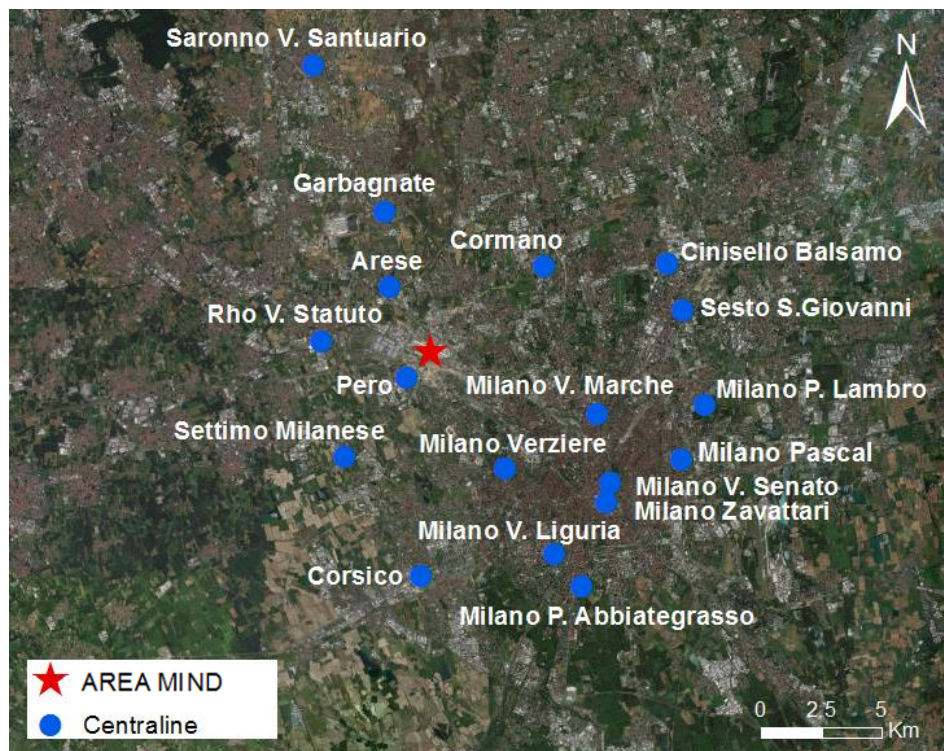 Saronno V. Santuario
N
Garbagnate
Cormano
Cinisello Balsamo
Arese
Sesto S.Giovanni
Rho V. Statuto
Pero
Milano V. Marche
Milano P. Lambro
Settimo Milanese
Milano Verziere
Milano Pascal
Milano V. Senato
Milano Zavattari
Milano V. Liguria
Corsico
Milano P. Abbiategrasso
AREA MIND
Centraline
0 2.5 5
Km